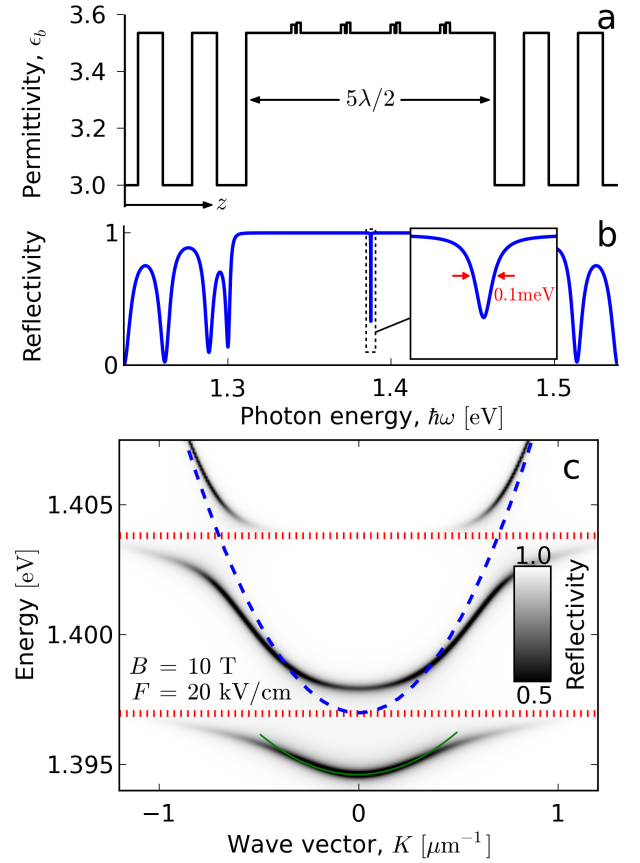 a
3.6
3.4
3.2
3.0
Permittivity, ϵ_b
5λ/2
z
b
1
0
Reflectivity
0.1meV
1.3
1.4
1.5
Photon energy, ħω [eV]
c
1.405
1.400
1.395
Energy [eV]
B = 10 T
F = 20 kV/cm
1.0
0.5
Reflectivity
−1
0
1
Wave vector, K [μm⁻¹]